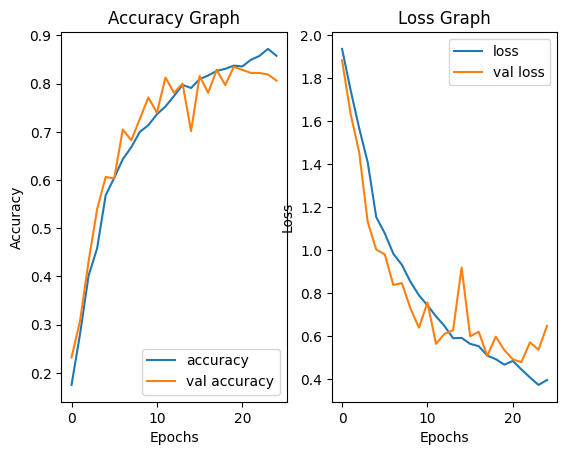 Accuracy Graph
0.9
0.8
0.7
0.6
0.5
0.4
0.3
0.2
Accuracy
accuracy
val accuracy
0
10
20
Epochs
Loss Graph
2.0
1.8
1.6
1.4
1.2
1.0
0.8
0.6
0.4
Loss
loss
val loss
0
10
20
Epochs